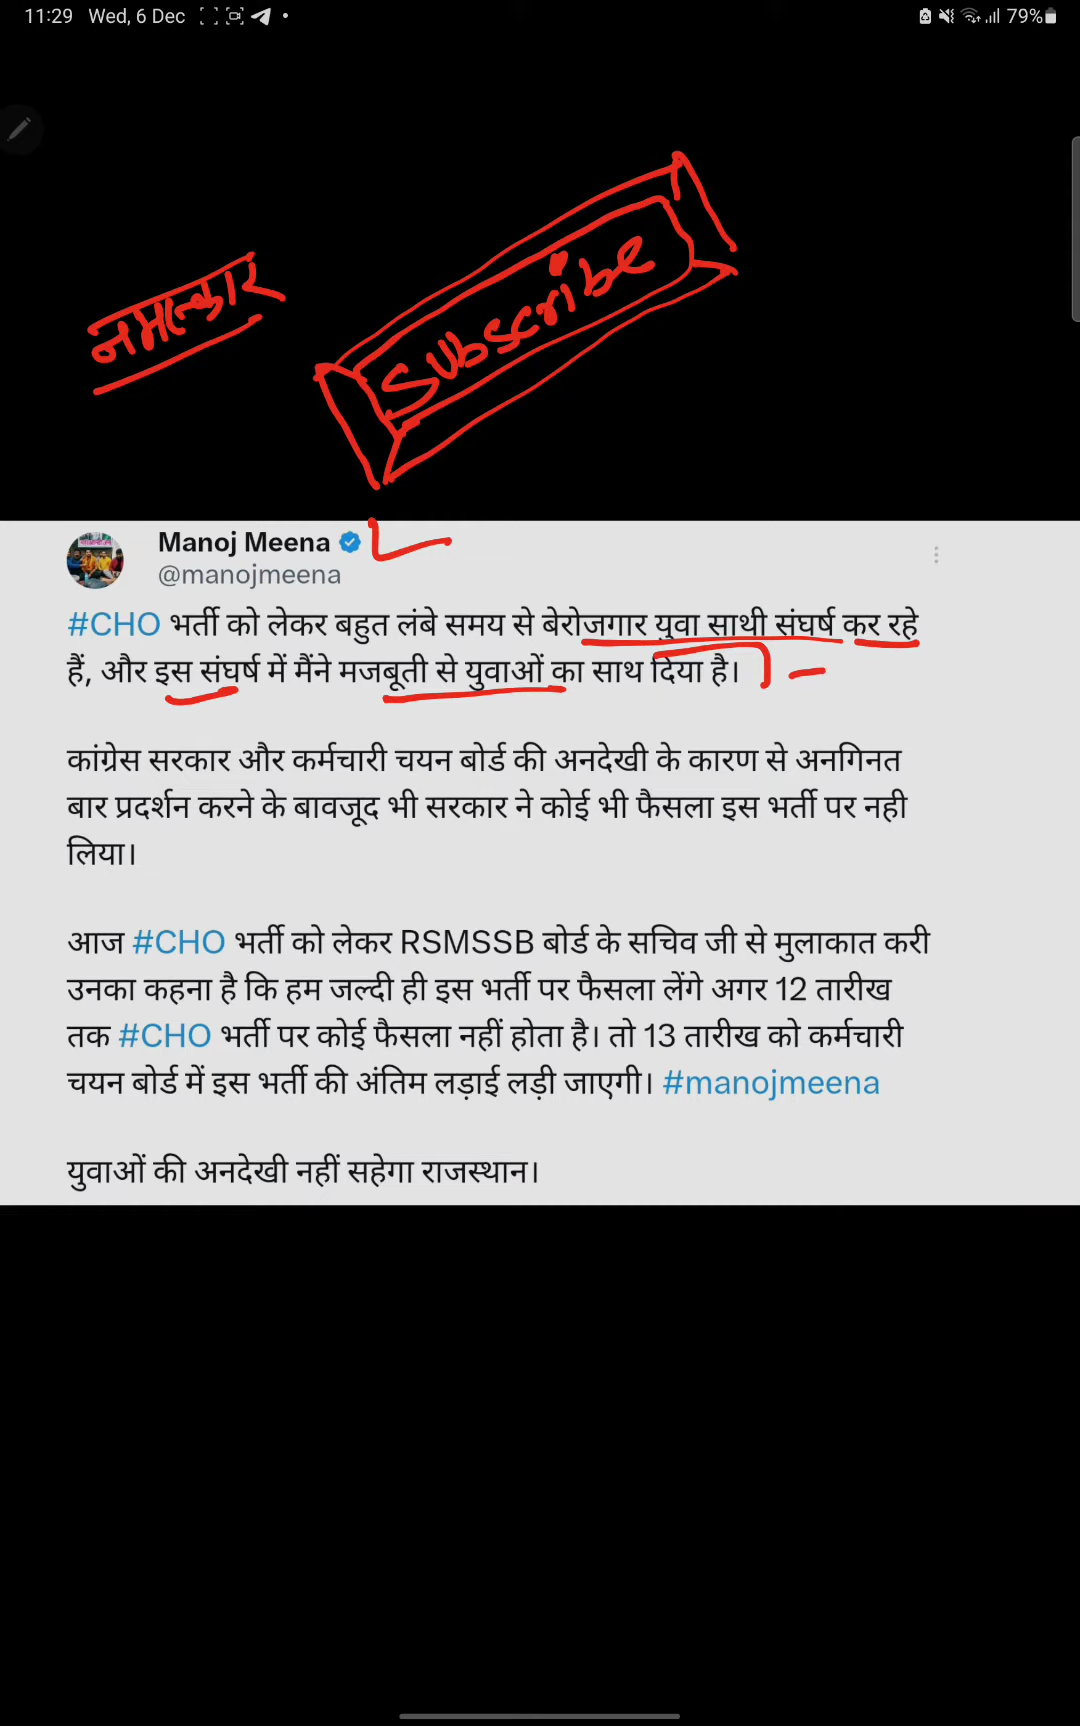 11:29 Wed, 6 Dec
79%
नमस्कार
Subscribe
Manoj Meena
@manojmeena
#CHO भर्ती को लेकर बहुत लंबे समय से बेरोजगार युवा साथी संघर्ष कर रहे
हैं, और इस संघर्ष में मैंने मजबूती से युवाओं का साथ दिया है।
कांग्रेस सरकार और कर्मचारी चयन बोर्ड की अनदेखी के कारण से अनगिनत
बार प्रदर्शन करने के बावजूद भी सरकार ने कोई भी फैसला इस भर्ती पर नही
लिया।
आज #CHO भर्ती को लेकर RSMSSB बोर्ड के सचिव जी से मुलाकात करी
उनका कहना है कि हम जल्दी ही इस भर्ती पर फैसला लेंगे अगर 12 तारीख
तक #CHO भर्ती पर कोई फैसला नहीं होता है। तो 13 तारीख को कर्मचारी
चयन बोर्ड में इस भर्ती की अंतिम लड़ाई लड़ी जाएगी। #manojmeena
युवाओं की अनदेखी नहीं सहेगा राजस्थान।